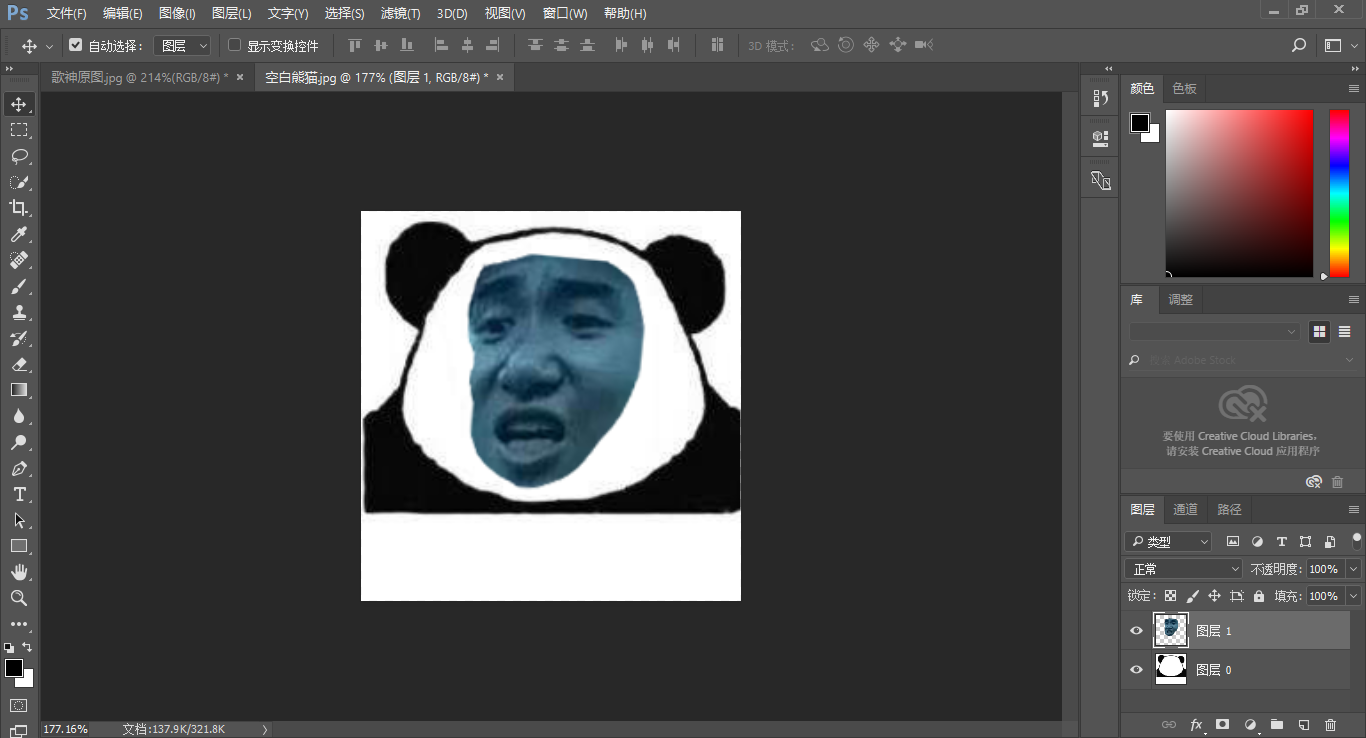 Ps 文件(F) 编辑(E) 图像(I) 图层(L) 文字(Y) 选择(S) 滤镜(T) 3D(D) 视图(V) 窗口(W) 帮助(H)
自动选择： 图层 显示变换控件 3D 模式：
歌神原图.jpg @ 214%(RGB/8#) * × 空白熊猫.jpg @ 177% (图层 1, RGB/8#) * ×
颜色 色板
库 调整
搜索 Adobe Stock
要使用 Creative Cloud Libraries，
请安装 Creative Cloud 应用程序
图层 通道 路径
类型
正常 不透明度： 100%
锁定： 填充： 100%
图层 1
图层 0
177.16% 文档:137.9K/321.8K